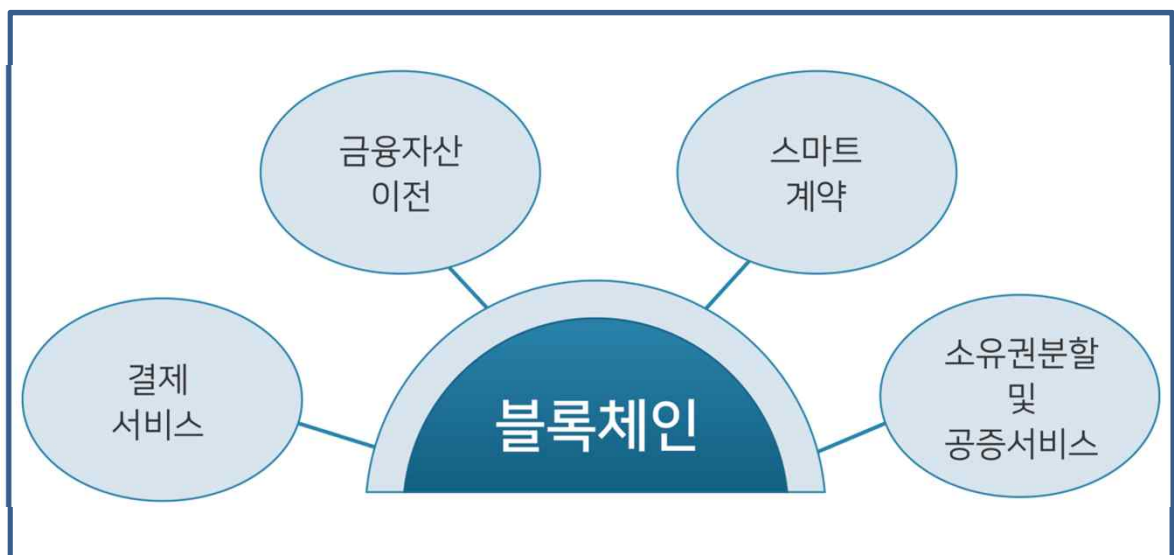 금융자산
이전
스마트
계약
결제
서비스
블록체인
소유권분할
및
공증서비스